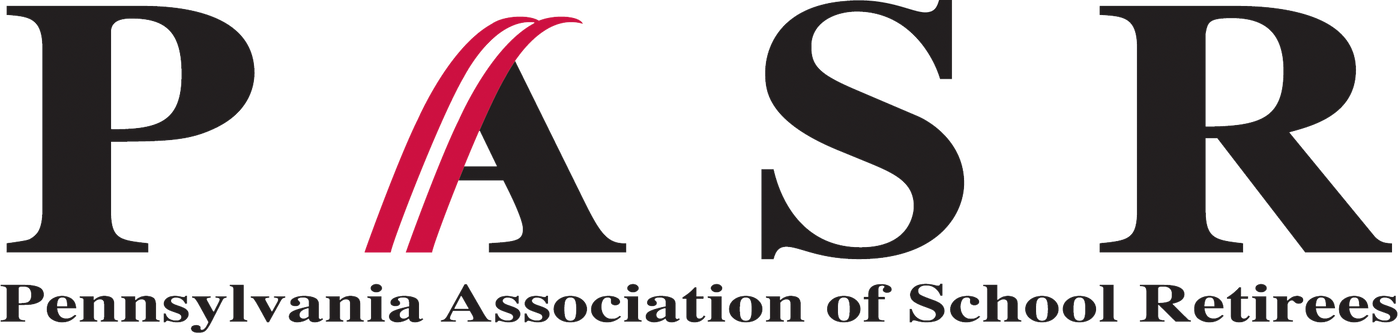 PASR
Pennsylvania Association of School Retirees